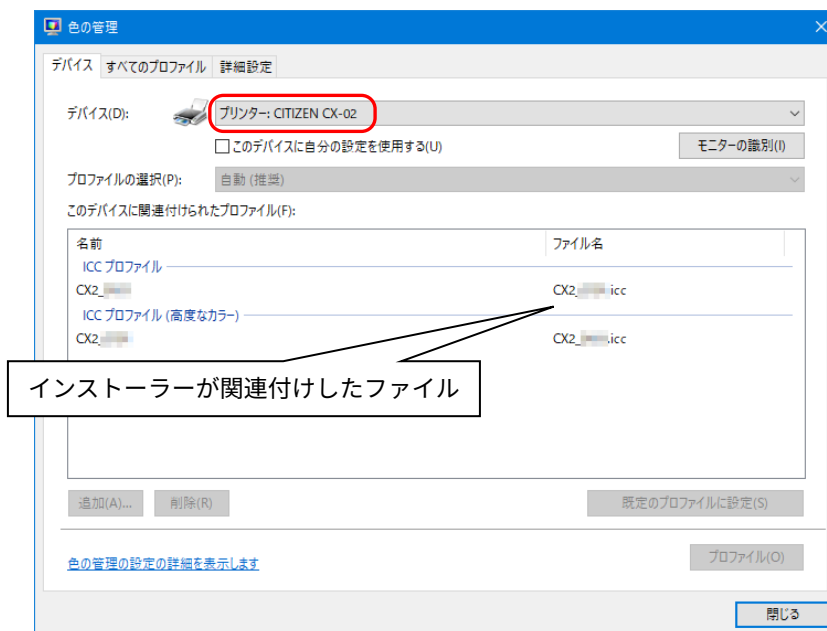 色の管理
デバイス すべてのプロファイル 詳細設定
デバイス(D): プリンター: CITIZEN CX-02
このデバイスに自分の設定を使用する(U) モニターの識別(I)
プロファイルの選択(P): 自動 (推奨)
このデバイスに関連付けられたプロファイル(F):
名前 ファイル名
ICC プロファイル
CX2_ CX2_ icc
ICC プロファイル (高度なカラー)
CX2_ CX2_ .icc
インストーラーが関連付けしたファイル
追加(A)... 削除(R) 既定のプロファイルに設定(S)
色の管理の設定の詳細を表示します プロファイル(O)
閉じる